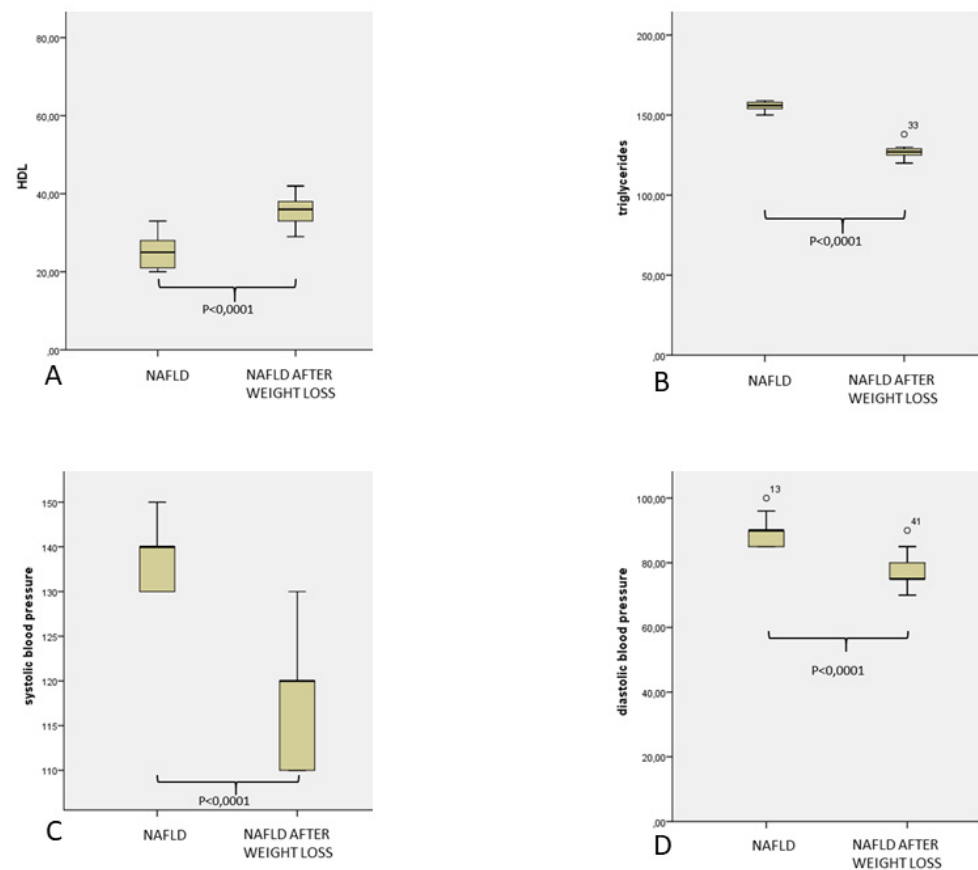 80,00
60,00
HDL
40,00
20,00
,00
P<0,0001
A
NAFLD
NAFLD AFTER
WEIGHT LOSS
200,00
150,00
triglycerides
100,00
50,00
,00
33
P<0,0001
B
NAFLD
NAFLD AFTER
WEIGHT LOSS
150
140
130
systolic blood pressure
125
120
115
110
P<0,0001
C
NAFLD
NAFLD AFTER
WEIGHT LOSS
100,00
80,00
diastolic blood pressure
60,00
40,00
20,00
,00
13
41
P<0,0001
D
NAFLD
NAFLD AFTER
WEIGHT LOSS